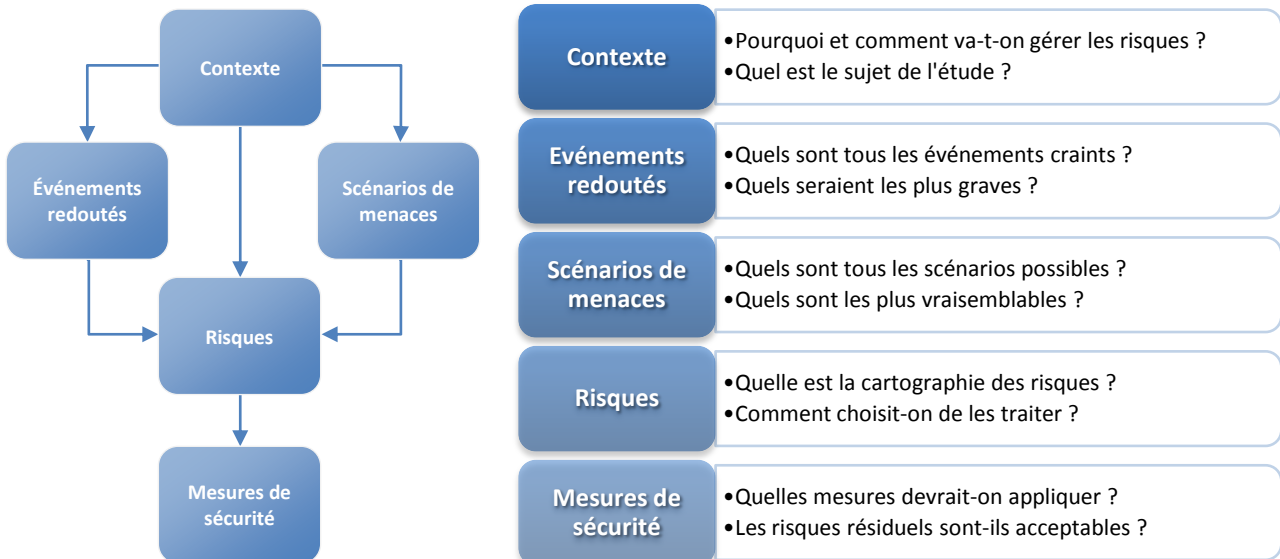 Contexte
Événements
redoutés
Scénarios de
menaces
Risques
Mesures de
sécurité
Contexte
•Pourquoi et comment va-t-on gérer les risques ?
•Quel est le sujet de l'étude ?
Evénements
redoutés
•Quels sont tous les événements craints ?
•Quels seraient les plus graves ?
Scénarios de
menaces
•Quels sont tous les scénarios possibles ?
•Quels sont les plus vraisemblables ?
Risques
•Quelle est la cartographie des risques ?
•Comment choisit-on de les traiter ?
Mesures de
sécurité
•Quelles mesures devrait-on appliquer ?
•Les risques résiduels sont-ils acceptables ?